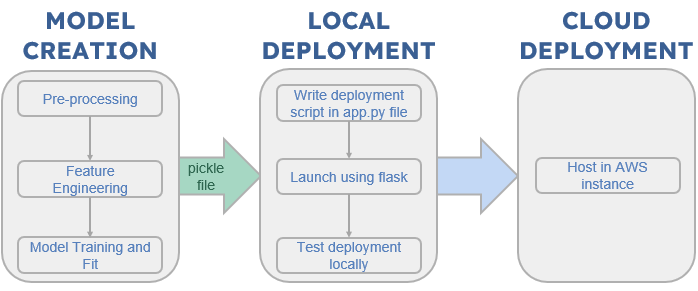 MODEL
CREATION
Pre-processing
Feature
Engineering
Model Training and
Fit
pickle
file
LOCAL
DEPLOYMENT
Write deployment
script in app.py file
Launch using flask
Test deployment
locally
CLOUD
DEPLOYMENT
Host in AWS
instance